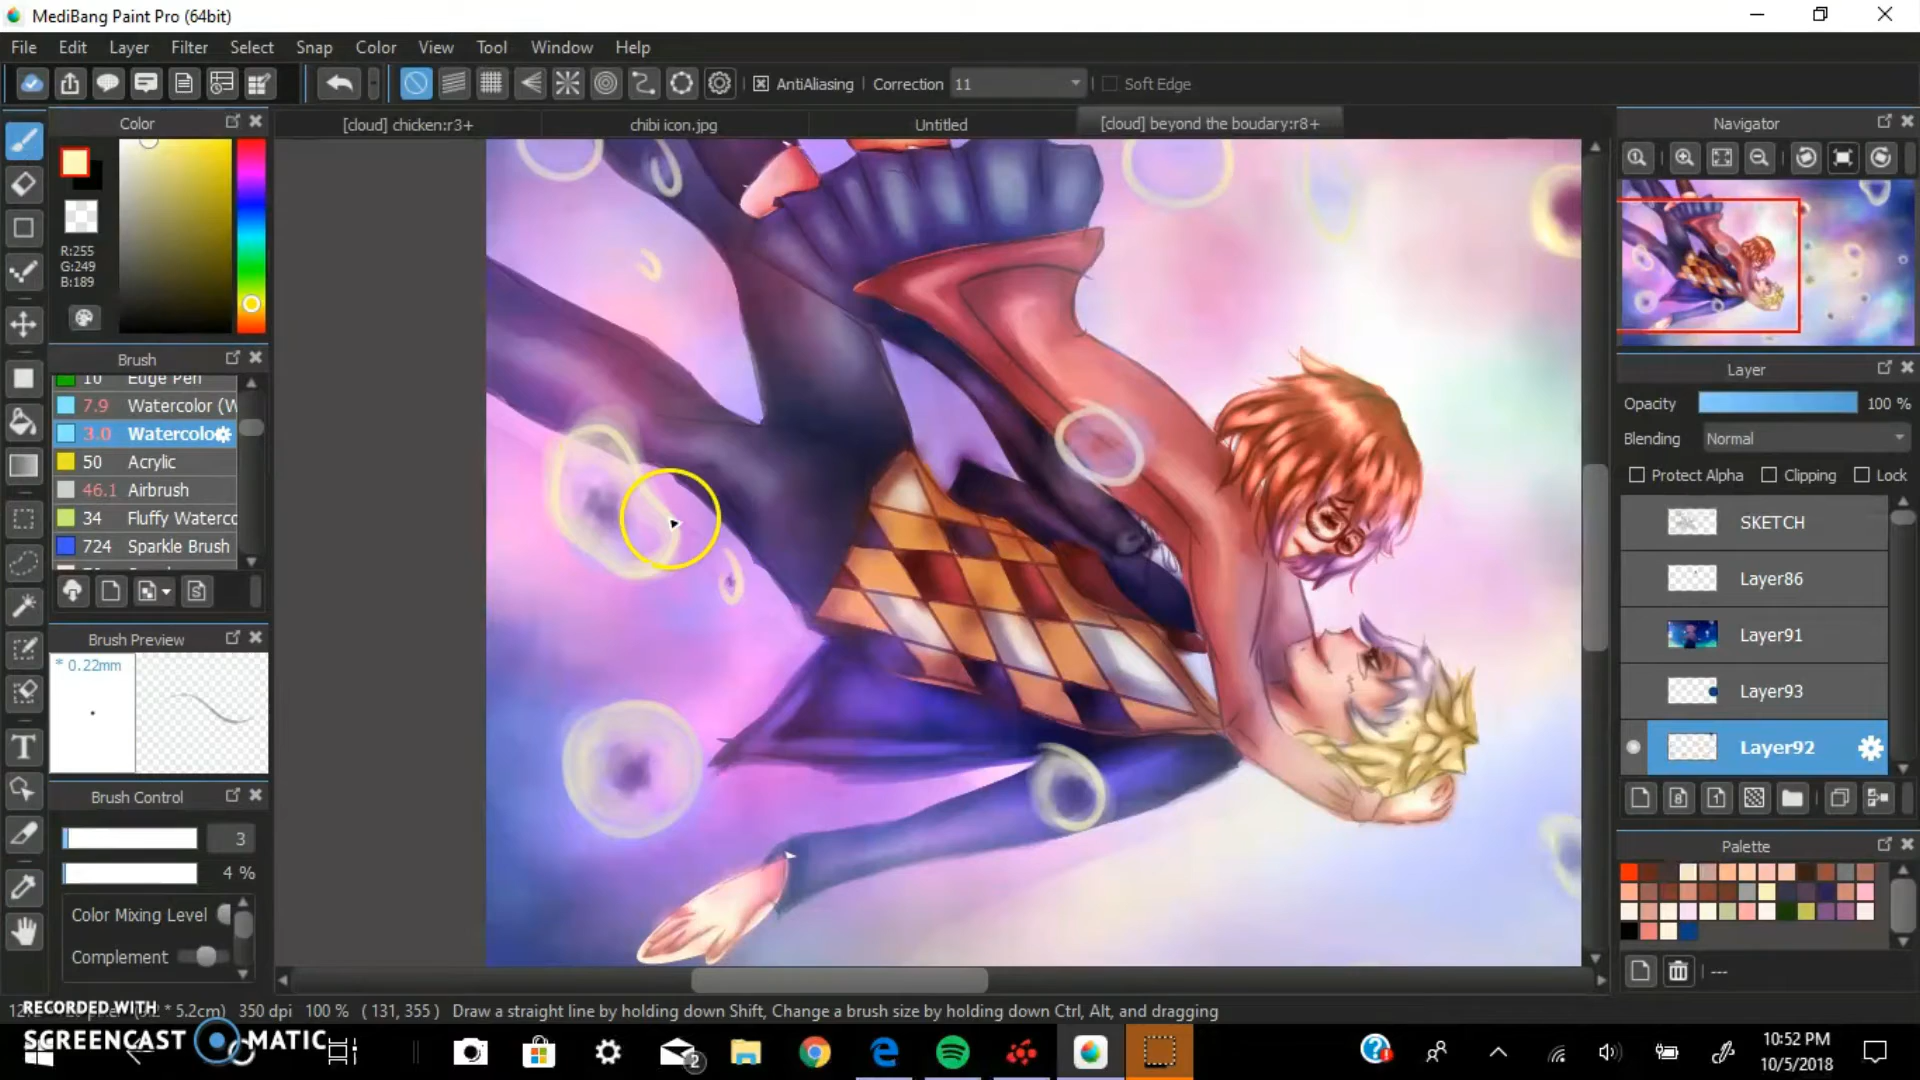 MediBang Paint Pro (64bit)
File Edit Layer Filter Select Snap Color View Tool Window Help
AntiAliasing Correction 11 Soft Edge
Color
[cloud] chicken:r3+ chibi icon.jpg Untitled [cloud] beyond the boudary:r8+
Navigator
R:255
G:249
B:189
Brush
10 Edge Pen
7.9 Watercolor (W
3.0 Watercolo
50 Acrylic
46.1 Airbrush
34 Fluffy Waterco
724 Sparkle Brush
Brush Preview
* 0.22mm
Brush Control
3
4 %
Color Mixing Level
Complement
Layer
Opacity 100 %
Blending Normal
Protect Alpha Clipping Lock
SKETCH
Layer86
Layer91
Layer93
Layer92
Palette
---
5.2cm) 350 dpi 100 % ( 131, 355 ) Draw a straight line by holding down Shift, Change a brush size by holding down Ctrl, Alt, and dragging
RECORDED WITH
SCREENCAST MATIC
2
10:52 PM
10/5/2018